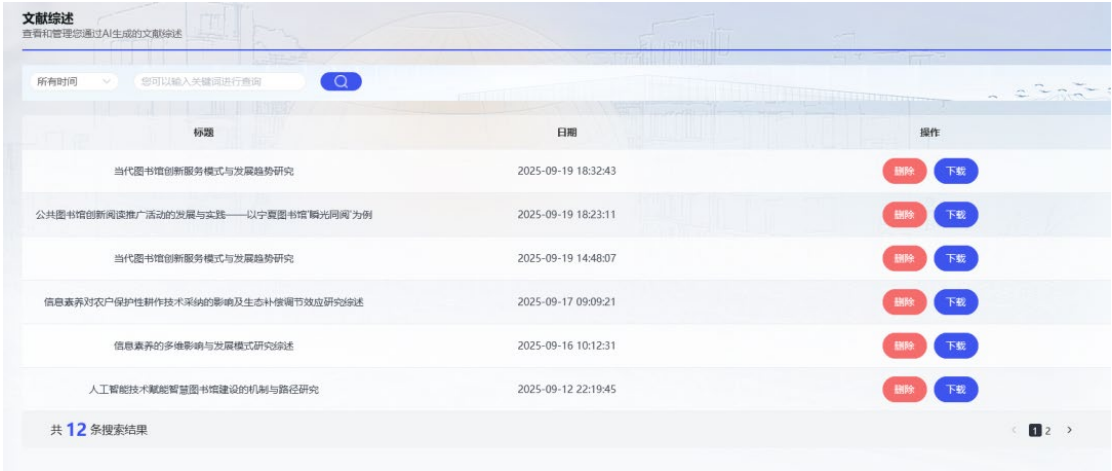 文献综述
查看和管理您通过AI生成的文献综述
所有时间 您可以输入关键词进行查询
标题 日期 操作
当代图书馆创新服务模式与发展趋势研究 2025-09-19 18:32:43 删除 下载
公共图书馆创新阅读推广活动的发展与实践——以宁夏图书馆"瞬光同阅"为例 2025-09-19 18:23:11 删除 下载
当代图书馆创新服务模式与发展趋势研究 2025-09-19 14:48:07 删除 下载
信息素养对农户保护性耕作技术采纳的影响及生态补偿调节效应研究综述 2025-09-17 09:09:21 删除 下载
信息素养的多维影响与发展模式研究综述 2025-09-16 10:12:31 删除 下载
人工智能技术赋能智慧图书馆建设的机制与路径研究 2025-09-12 22:19:45 删除 下载
共 12 条搜索结果 < 1 2 >